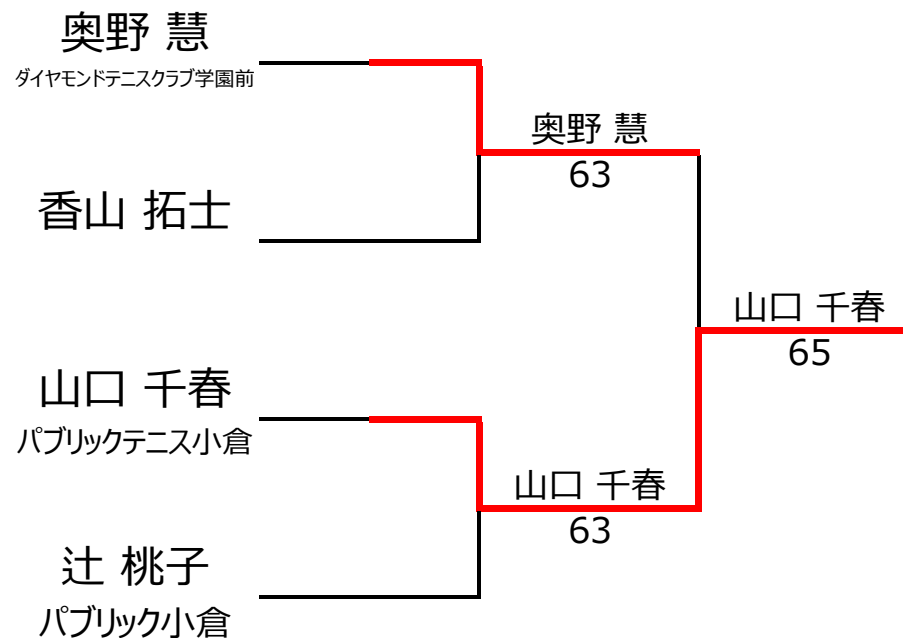 奥野 慧
ダイヤモンドテニスクラブ学園前
香山 拓士
山口 千春
パブリックテニス小倉
辻 桃子
パブリック小倉
奥野 慧
63
山口 千春
63
山口 千春
65